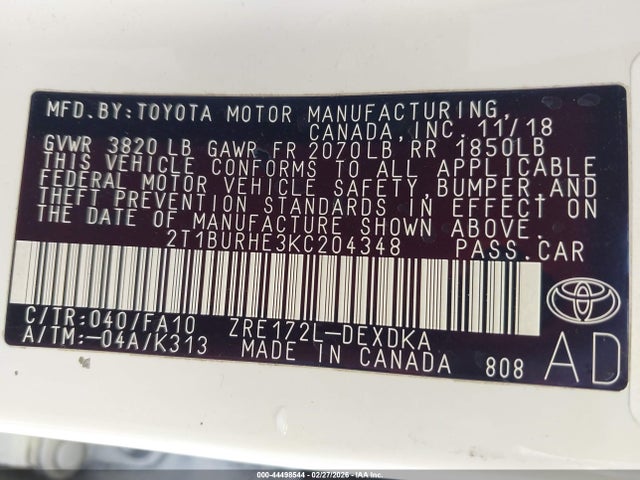 MFD.BY:TOYOTA MOTOR MANUFACTURING,
CANADA,INC. 11/18
GVWR 3820 LB GAWR FR 2070LB RR 1850LB
THIS VEHICLE CONFORMS TO ALL APPLICABLE
FEDERAL MOTOR VEHICLE SAFETY, BUMPER, AND
THEFT PREVENTION STANDARDS IN EFFECT ON
THE DATE OF MANUFACTURE SHOWN ABOVE.
2T1BURHE3KC204348 PASS.CAR
C/TR:040/FA10 ZRE172L-DEXDKA
A/TM:-04A/K313 MADE IN CANADA 808
AD
000 - 44498544 - 02/27/2026 - IAA Inc.